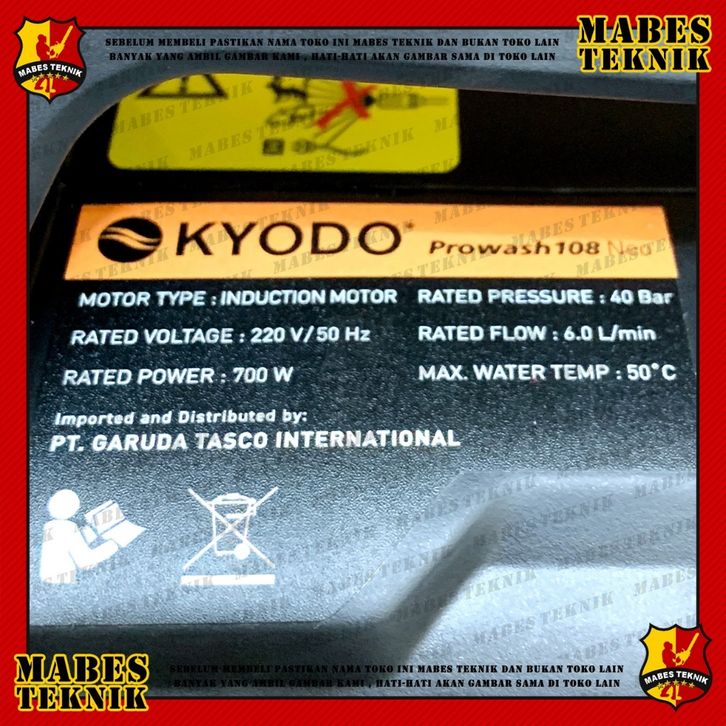 SEBELUM MEMBELI PASTIKAN NAMA TOKO INI MABES TEKNIK DAN BUKAN TOKO LAIN
BANYAK YANG AMBIL GAMBAR KAMI , HATI-HATI AKAN GAMBAR SAMA DI TOKO LAIN
MABES
TEKNIK
MABES TEKNIK
MABES TEKNIK
KYODO
Prowash108 Neo
MOTOR TYPE : INDUCTION MOTOR
RATED PRESSURE : 40 Bar
RATED VOLTAGE : 220 V/50 Hz
RATED FLOW : 6.0 L/min
RATED POWER : 700 W
MAX. WATER TEMP : 50°C
Imported and Distributed by:
PT. GARUDA TASCO INTERNATIONAL
MABES
TEKNIK
SEBELUM MEMBELI PASTIKAN NAMA TOKO INI MABES TEKNIK DAN BUKAN TOKO LAIN
BANYAK YANG AMBIL GAMBAR KAMI , HATI-HATI AKAN GAMBAR SAMA DI TOKO LAIN
MABES TEKNIK